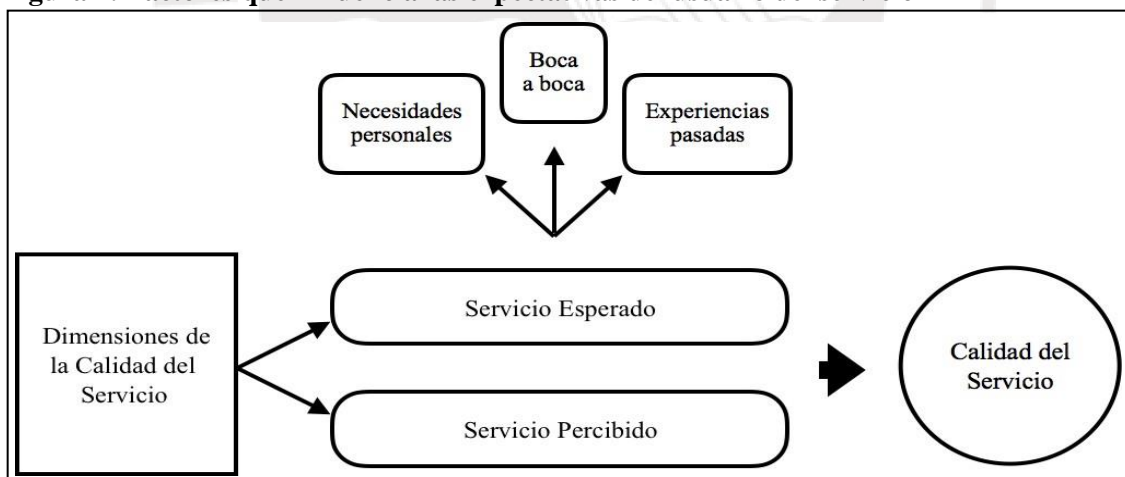 Boca
a boca
Necesidades
personales
Experiencias
pasadas
Dimensiones de
la Calidad del
Servicio
Servicio Esperado
Servicio Percibido
Calidad del
Servicio